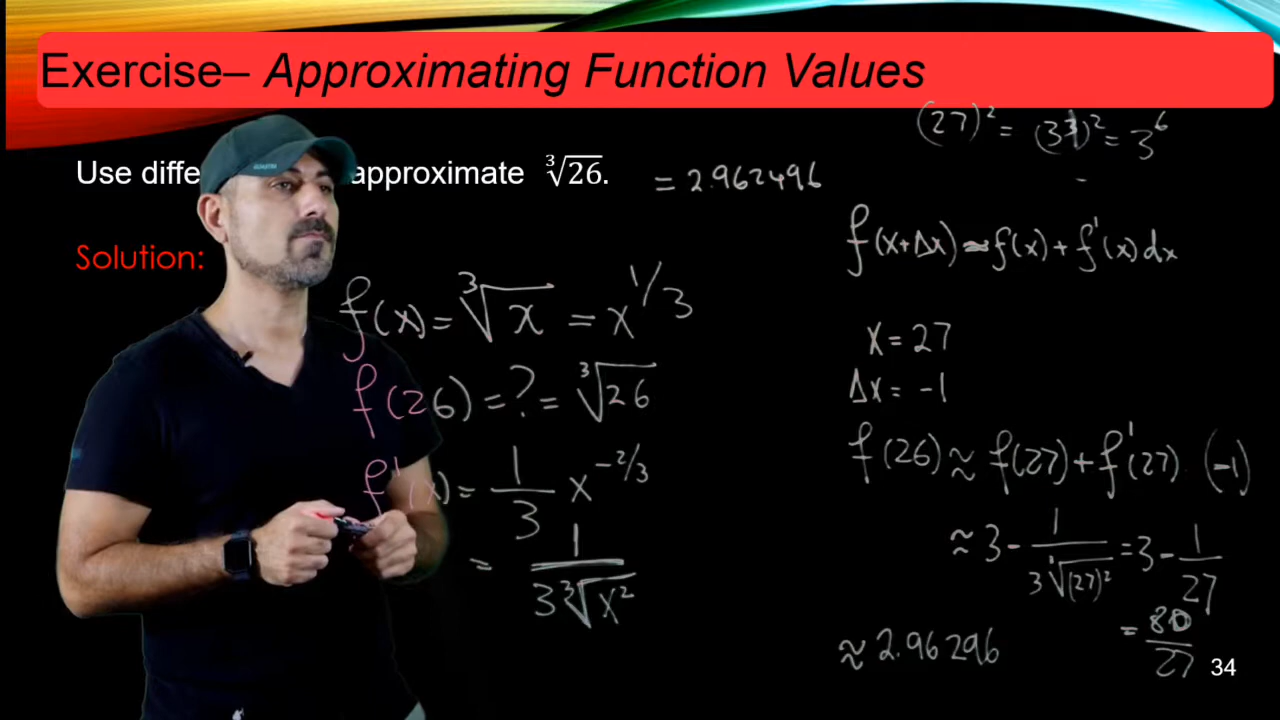 Exercise– Approximating Function Values
(27)² = (3³)² = 3⁶
Use diffe approximate ∛26. = 2.962496
f(x+Δx) ≈ f(x) + f'(x) dx
Solution:
f(x) = ∛x = x^1/3
f(26) = ? = ∛26
f'(x) = 1/3 x^-2/3
= 1/(3∛x²)
x = 27
Δx = -1
f(26) ≈ f(27) + f'(27) · (-1)
≈ 3 - 1/(3∛(27)²) = 3 - 1/27
= 80/27
≈ 2.96296
34